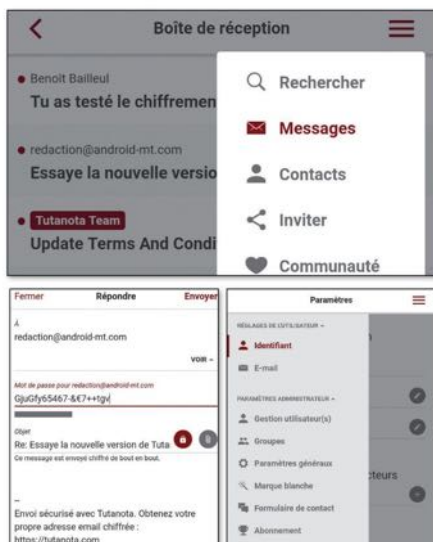 Boîte de réception
Benoit Bailleul
Tu as testé le chiffremen
redaction@android-mt.com
Essaye la nouvelle versio
Tutanota Team
Update Terms And Condi
Rechercher
Messages
Contacts
Inviter
Communauté
Fermer Répondre Envoyer
À
redaction@android-mt.com
VOIR
Mot de passe pour redaction@android-mt.com
GjuGfy65467-&€7++tgv
Objet
Re: Essaye la nouvelle version de Tuta
Ce message est envoyé chiffré de bout en bout.
--
Envoi sécurisé avec Tutanota. Obtenez votre
propre adresse email chiffrée :
https://tutanota.com
Paramètres
RÉGLAGES DE L'UTILISATEUR
Identifiant
E-mail
PARAMÈTRES ADMINISTRATEUR
Gestion utilisateur(s)
Groupes
Paramètres généraux
Marque blanche
Formulaire de contact
Abonnement
cteurs